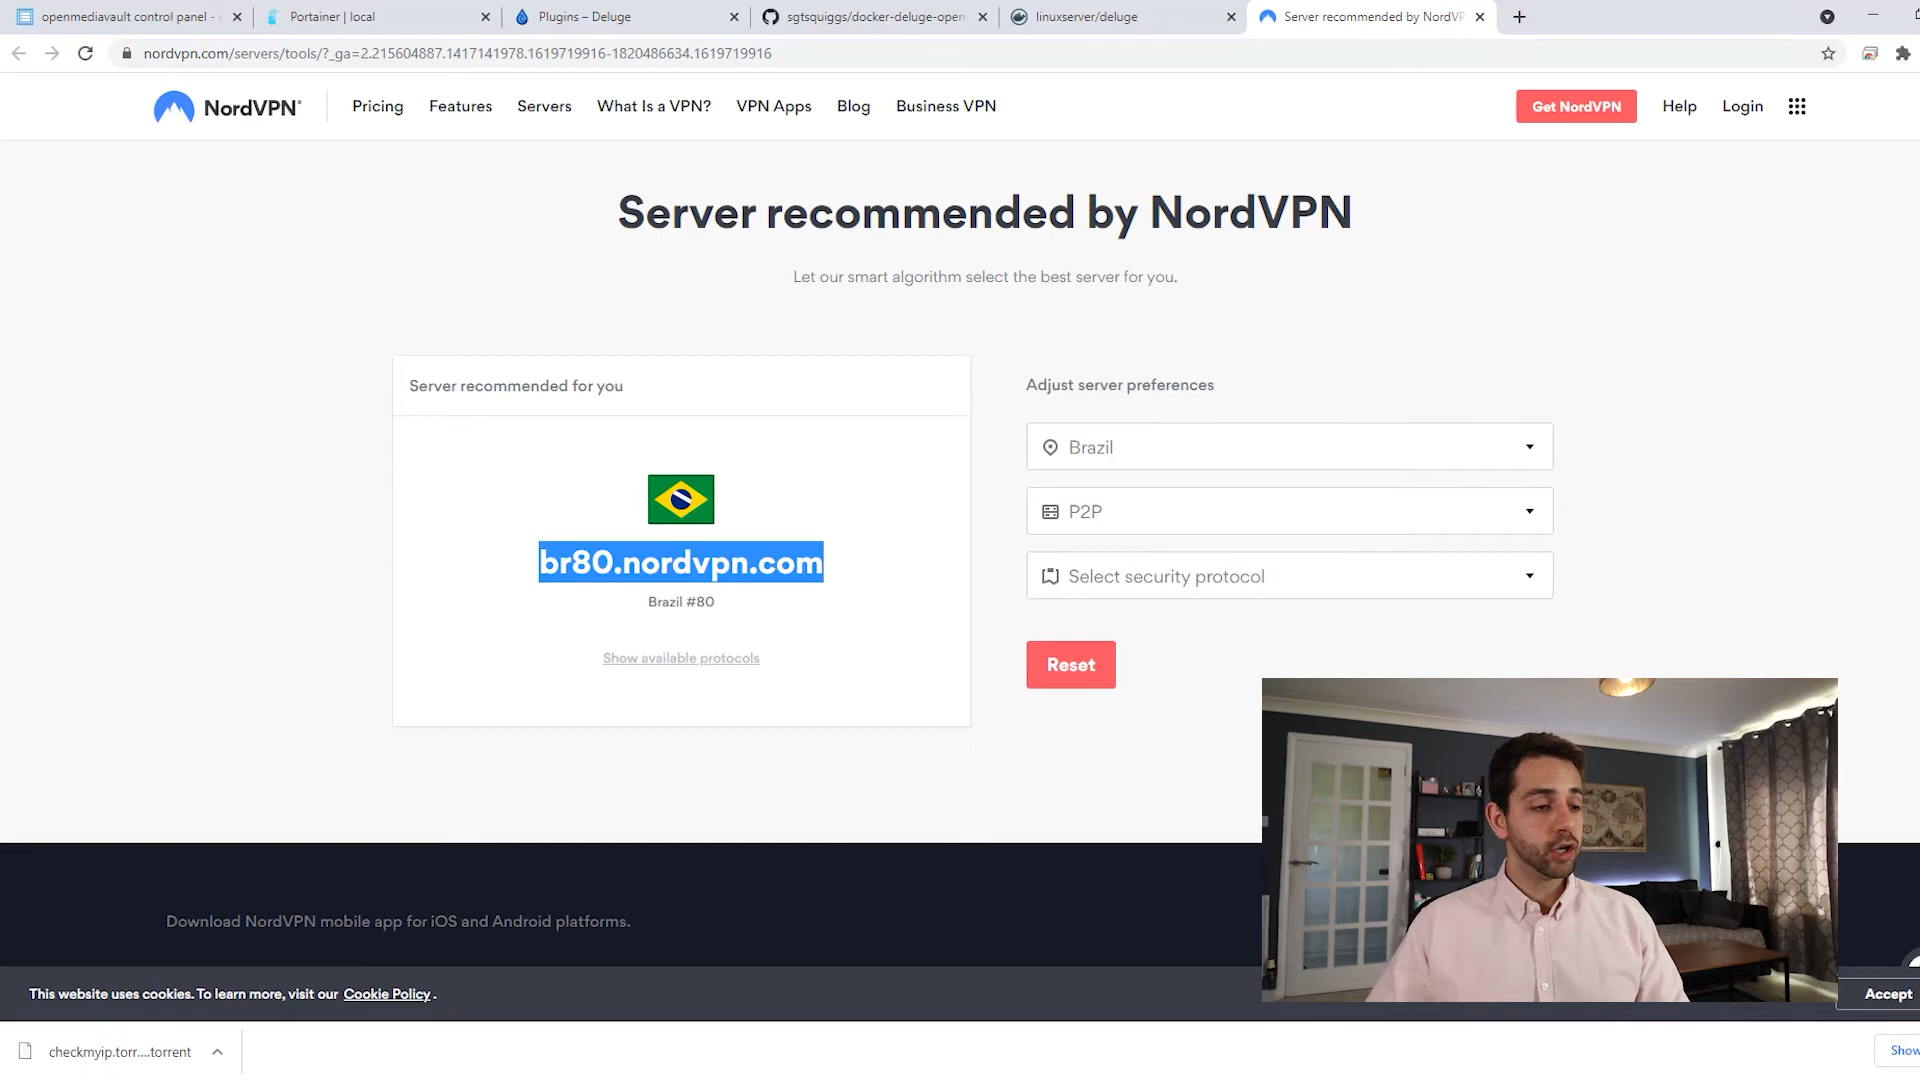 openmediavault control panel - c
Portainer | local
Plugins – Deluge
sgtsquiggs/docker-deluge-open
linuxserver/deluge
Server recommended by NordVP
nordvpn.com/servers/tools/?_ga=2.215604887.1417141978.1619719916-1820486634.1619719916
NordVPN®
Pricing
Features
Servers
What Is a VPN?
VPN Apps
Blog
Business VPN
Get NordVPN
Help
Login
Server recommended by NordVPN
Let our smart algorithm select the best server for you.
Server recommended for you
br80.nordvpn.com
Brazil #80
Show available protocols
Adjust server preferences
Brazil
P2P
Select security protocol
Reset
Download NordVPN mobile app for iOS and Android platforms.
This website uses cookies. To learn more, visit our Cookie Policy.
Accept
checkmyip.torr....torrent
Show